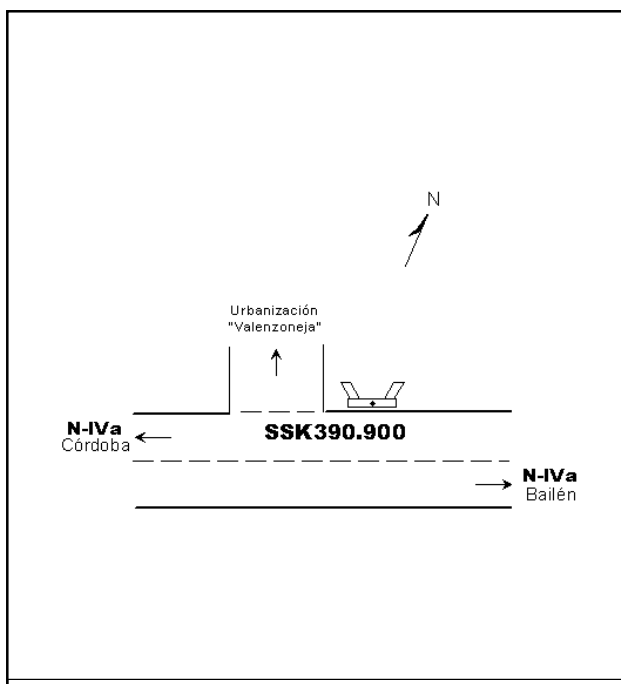 N
Urbanización
"Valenzoneja"
N-IVa
Córdoba
SSK390.900
N-IVa
Bailén